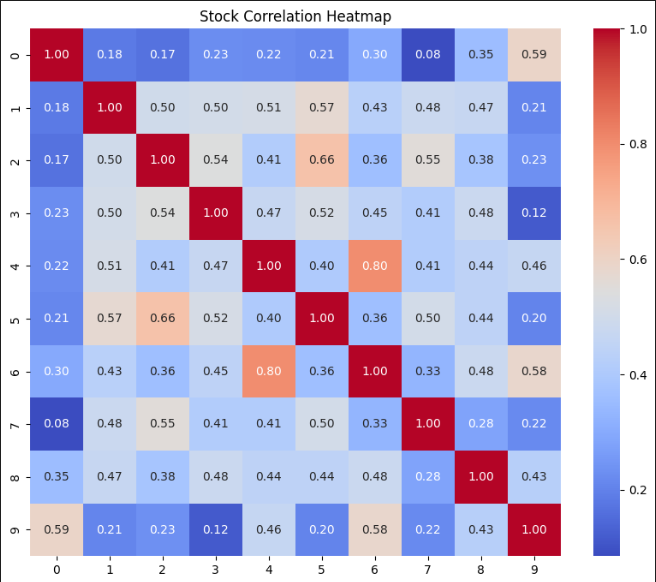 Stock Correlation Heatmap
0 1.00 0.18 0.17 0.23 0.22 0.21 0.30 0.08 0.35 0.59
1 0.18 1.00 0.50 0.50 0.51 0.57 0.43 0.48 0.47 0.21
2 0.17 0.50 1.00 0.54 0.41 0.66 0.36 0.55 0.38 0.23
3 0.23 0.50 0.54 1.00 0.47 0.52 0.45 0.41 0.48 0.12
4 0.22 0.51 0.41 0.47 1.00 0.40 0.80 0.41 0.44 0.46
5 0.21 0.57 0.66 0.52 0.40 1.00 0.36 0.50 0.44 0.20
6 0.30 0.43 0.36 0.45 0.80 0.36 1.00 0.33 0.48 0.58
7 0.08 0.48 0.55 0.41 0.41 0.50 0.33 1.00 0.28 0.22
8 0.35 0.47 0.38 0.48 0.44 0.44 0.48 0.28 1.00 0.43
9 0.59 0.21 0.23 0.12 0.46 0.20 0.58 0.22 0.43 1.00
0 1 2 3 4 5 6 7 8 9
1.0
0.8
0.6
0.4
0.2